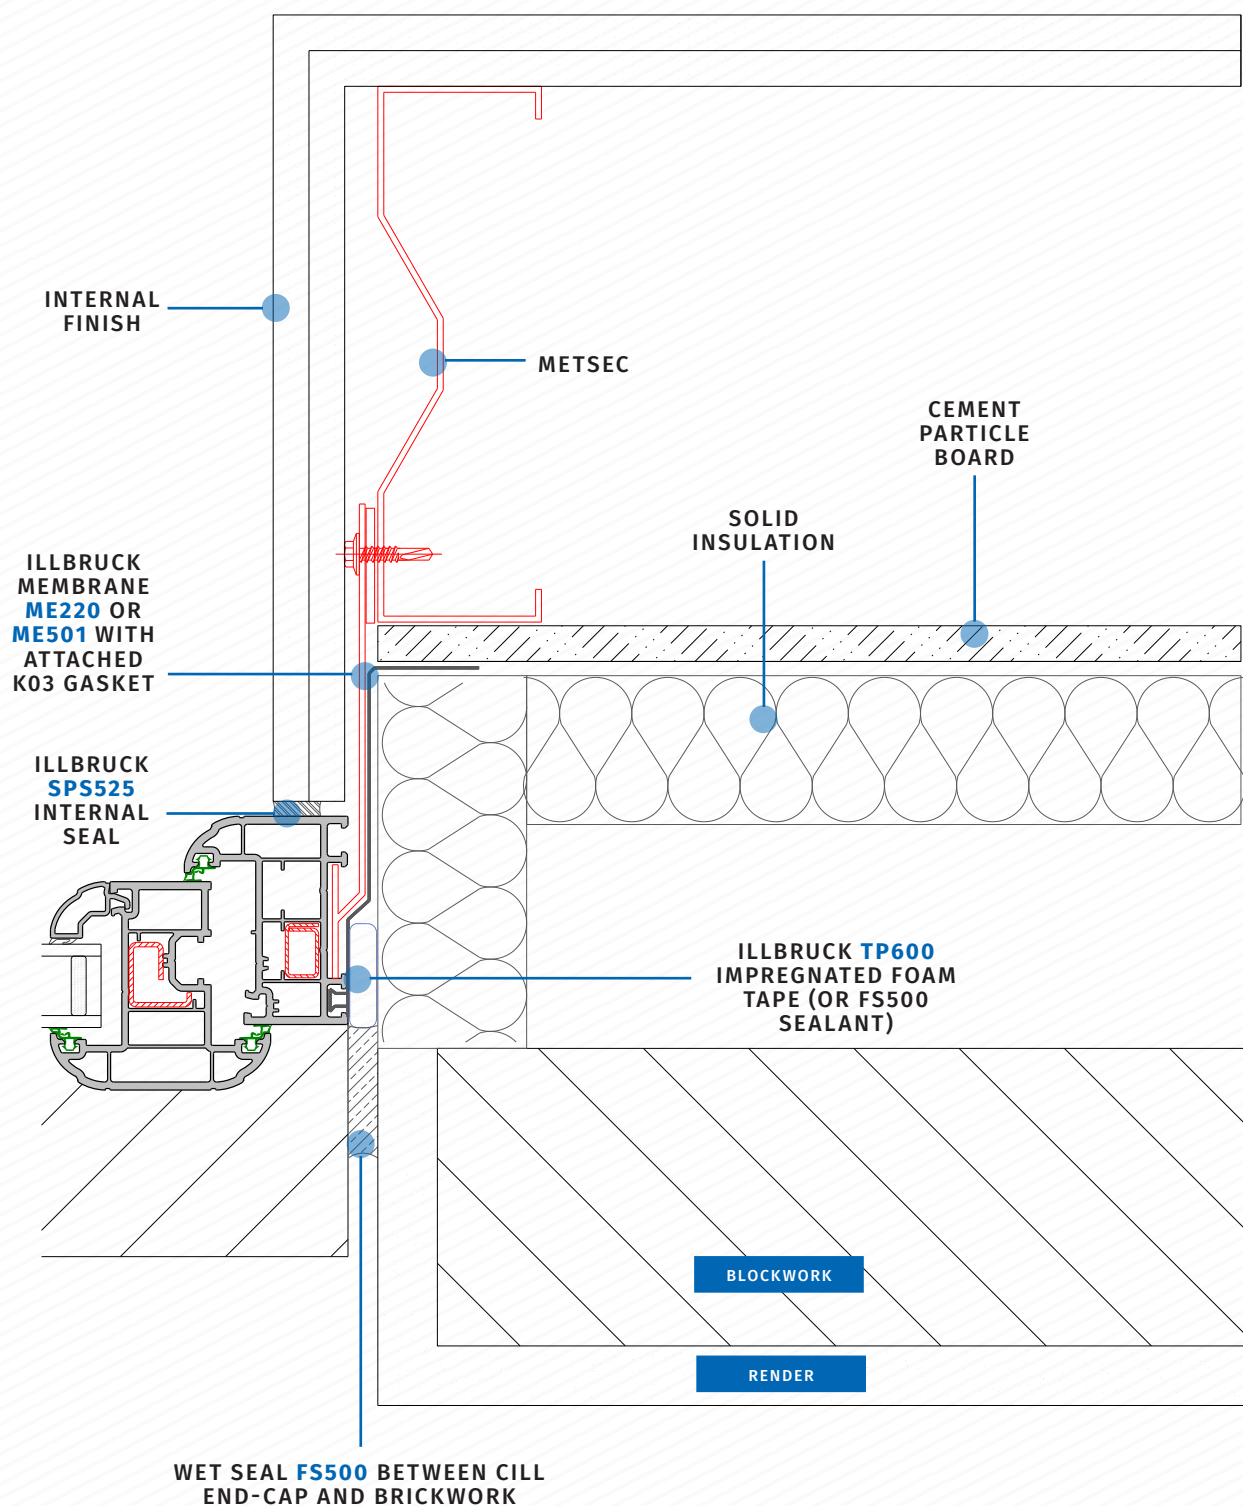 INTERNAL
FINISH
METSEC
CEMENT
PARTICLE
BOARD
SOLID
INSULATION
ILLBRUCK
MEMBRANE
ME220 OR
ME501 WITH
ATTACHED
K03 GASKET
ILLBRUCK
SPS525
INTERNAL
SEAL
ILLBRUCK TP600
IMPREGNATED FOAM
TAPE (OR FS500
SEALANT)
BLOCKWORK
RENDER
WET SEAL FS500 BETWEEN CILL
END-CAP AND BRICKWORK